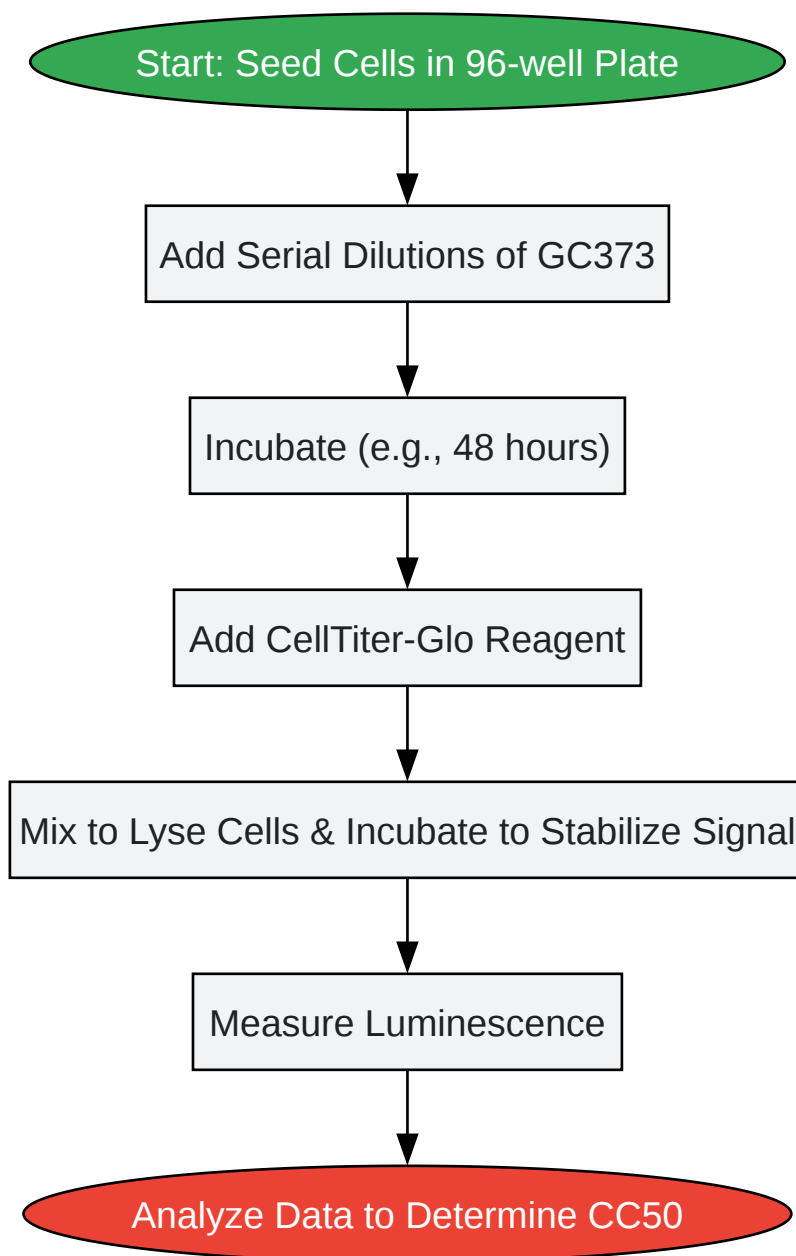 Start: Seed Cells in 96-well Plate
Add Serial Dilutions of GC373
Incubate (e.g., 48 hours)
Add CellTiter-Glo Reagent
Mix to Lyse Cells & Incubate to Stabilize Signal
Measure Luminescence
Analyze Data to Determine CC50